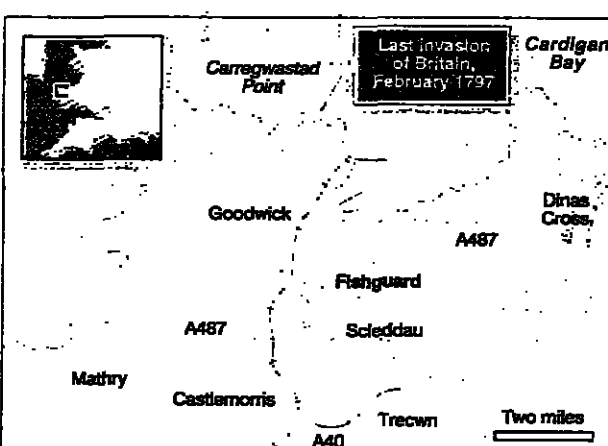 Last invasion
of Britain,
February 1797
Cardigan
Bay
Carregwastad
Point
Dinas
Cross
Goodwick
A487
Fishguard
A487
Scleddau
Mathry
Castlemorris
Trecwn
Two miles
A40